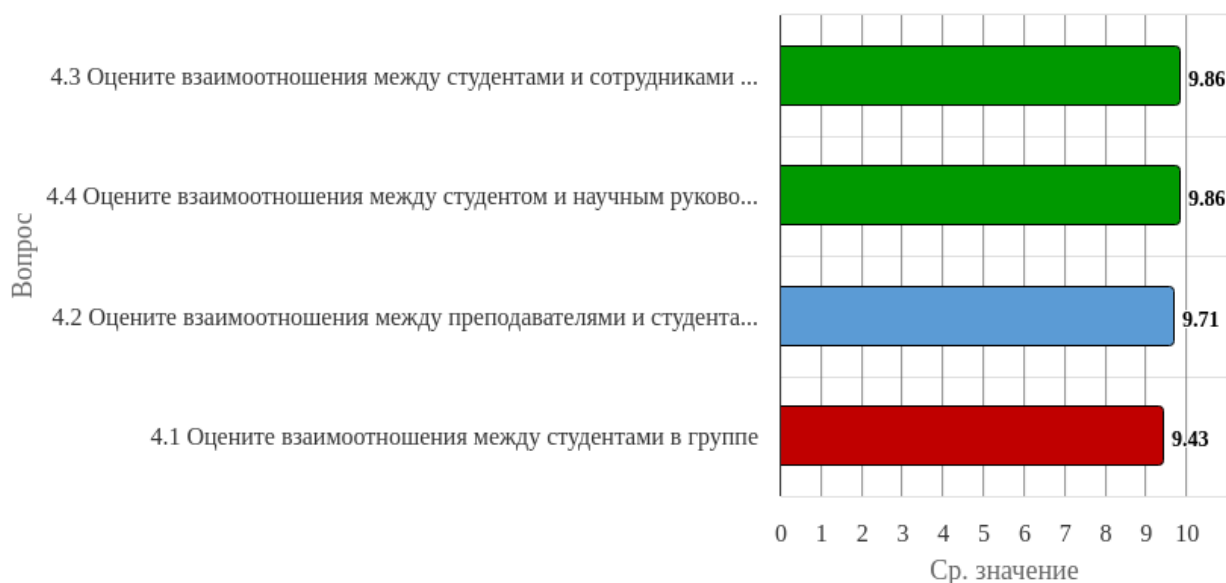 4.3 Оцените взаимоотношения между студентами и сотрудниками ...
9.86
4.4 Оцените взаимоотношения между студентом и научным руково...
9.86
Вопрос
4.2 Оцените взаимоотношения между преподавателями и студента...
9.71
4.1 Оцените взаимоотношения между студентами в группе
9.43
0 1 2 3 4 5 6 7 8 9 10
Ср. значение